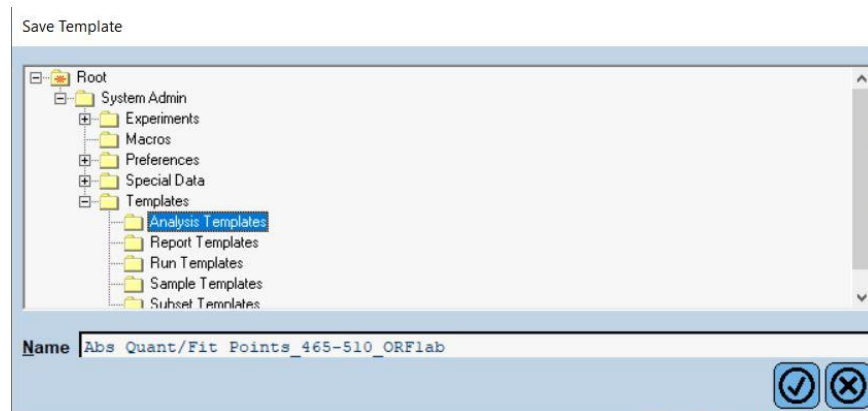 Save Template
Root
System Admin
Experiments
Macros
Preferences
Special Data
Templates
Analysis Templates
Report Templates
Run Templates
Sample Templates
Subset Templates
Name Abs Quant/Fit Points_465-510_ORF1ab